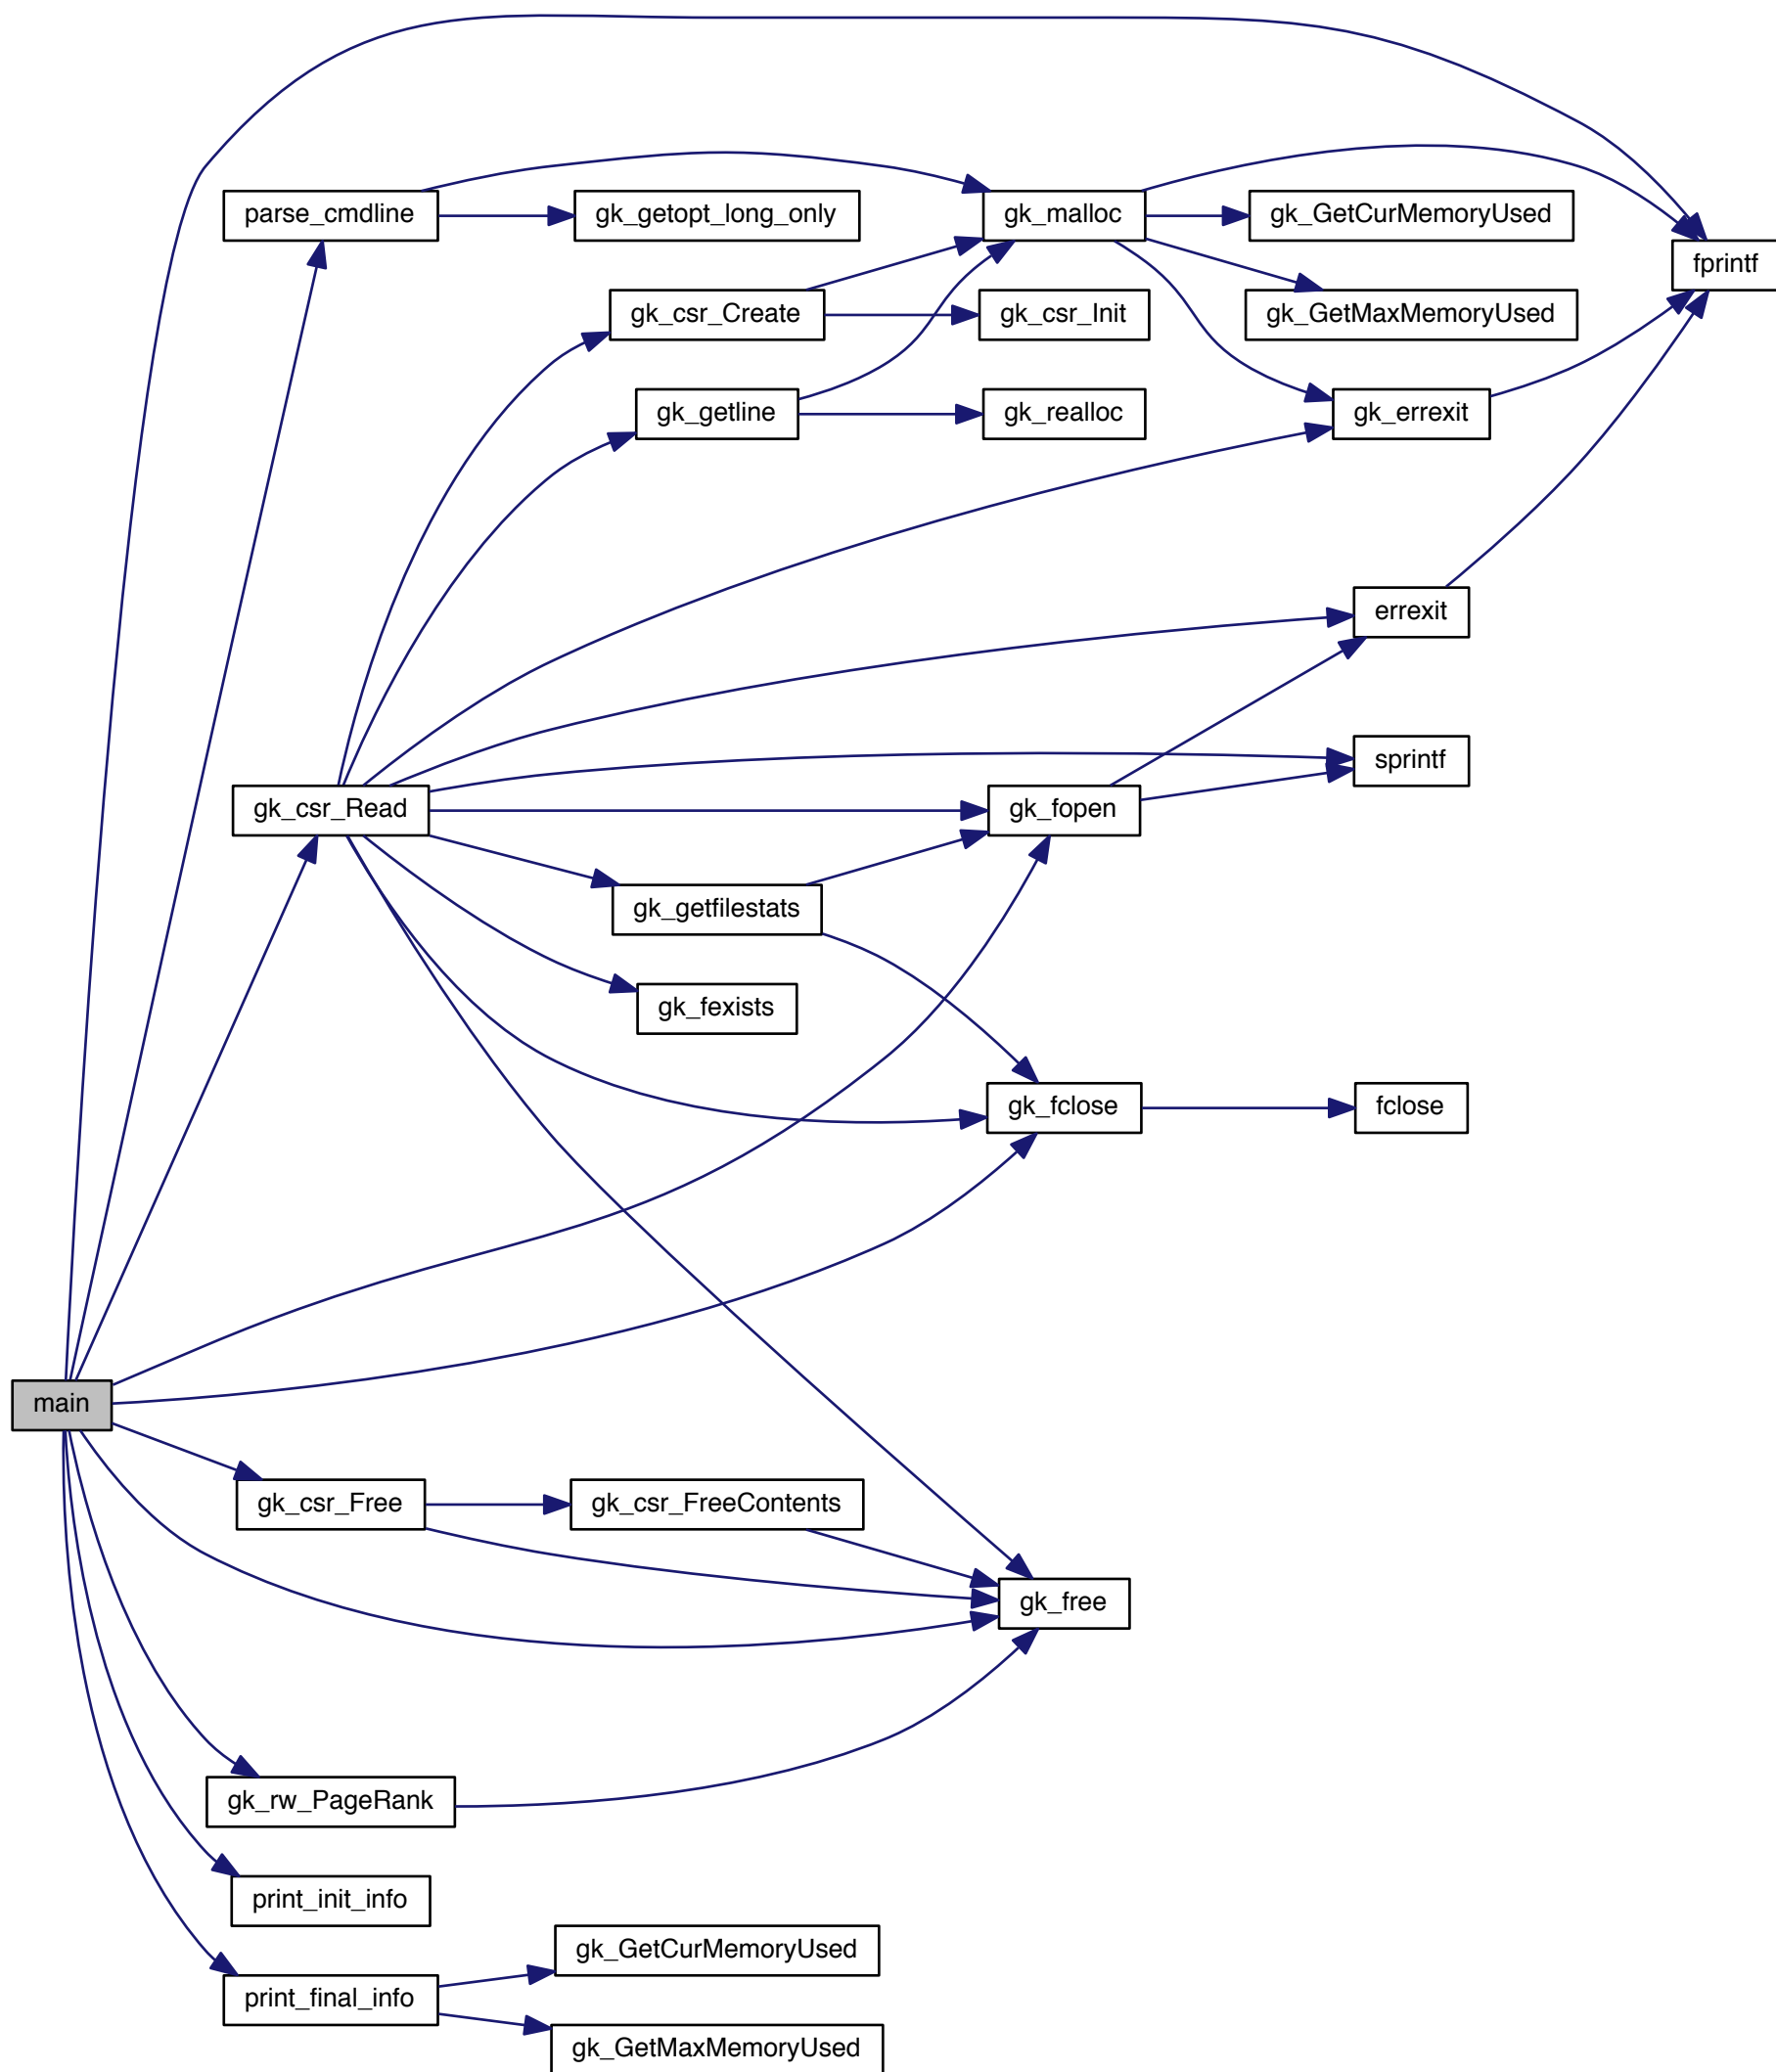 parse_cmdline
gk_getopt_long_only
gk_malloc
gk_GetCurMemoryUsed
fprintf
gk_csr_Create
gk_csr_Init
gk_GetMaxMemoryUsed
gk_getline
gk_realloc
gk_errexit
errexit
sprintf
gk_csr_Read
gk_fopen
gk_getfilestats
gk_fexists
gk_fclose
fclose
main
gk_csr_Free
gk_csr_FreeContents
gk_free
gk_rw_PageRank
print_init_info
gk_GetCurMemoryUsed
print_final_info
gk_GetMaxMemoryUsed